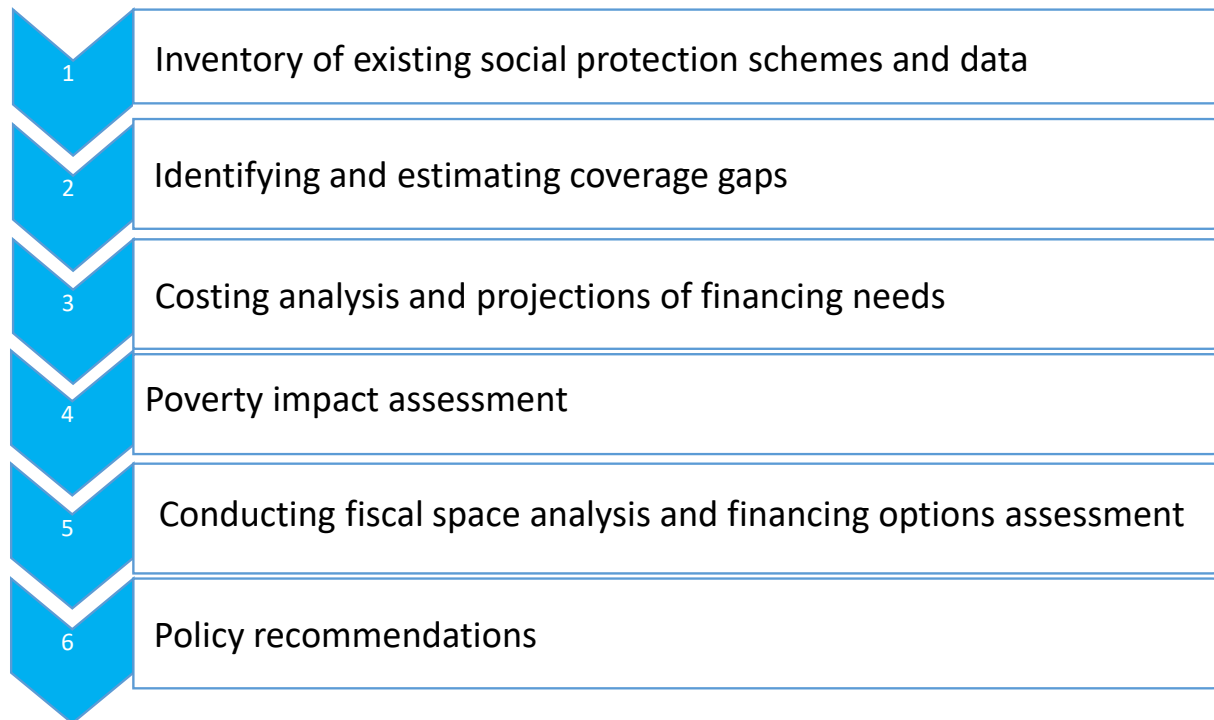 1
Inventory of existing social protection schemes and data
2
Identifying and estimating coverage gaps
3
Costing analysis and projections of financing needs
4
Poverty impact assessment
5
Conducting fiscal space analysis and financing options assessment
6
Policy recommendations